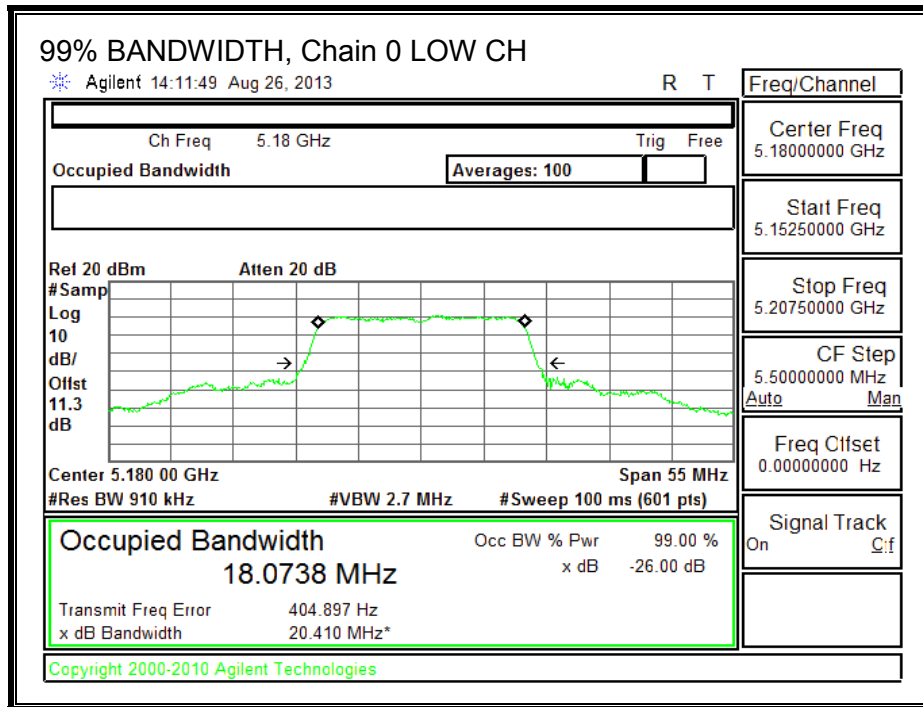 99% BANDWIDTH, Chain 0 LOW CH
Agilent 14:11:49 Aug 26, 2013 R T
Freq/Channel
Ch Freq 5.18 GHz Trig Free
Occupied Bandwidth Averages: 100
Center Freq
5.18000000 GHz
Start Freq
5.15250000 GHz
Stop Freq
5.20750000 GHz
CF Step
5.50000000 MHz
Auto Man
Freq Offset
0.00000000 Hz
Signal Track
On Off
Ref 20 dBm Atten 20 dB
#Samp
Log
10
dB/
Offst
11.3
dB
Center 5.180 00 GHz Span 55 MHz
#Res BW 910 kHz #VBW 2.7 MHz #Sweep 100 ms (601 pts)
Occupied Bandwidth Occ BW % Pwr 99.00 %
18.0738 MHz x dB -26.00 dB
Transmit Freq Error 404.897 Hz
x dB Bandwidth 20.410 MHz*
Copyright 2000-2010 Agilent Technologies